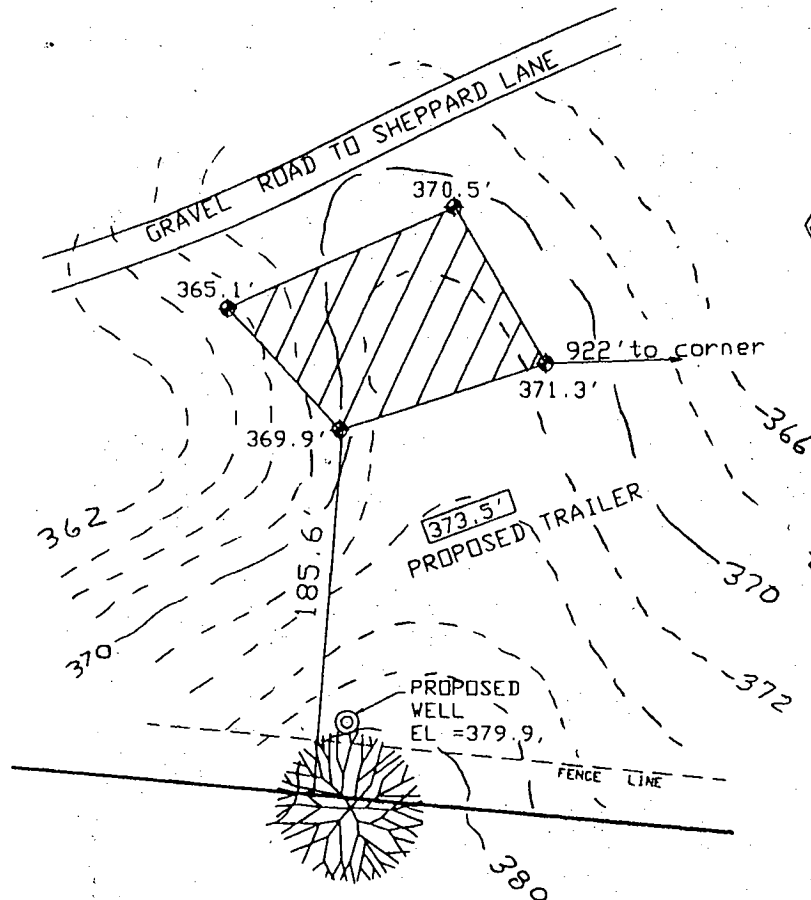 GRAVEL ROAD TO SHEPPARD LANE
370.5'
365.1'
922' to corner
371.3'
369.9'
366
362
373.5'
PROPOSED TRAILER
185.6'
370
370
372
PROPOSED
WELL
EL =379.9,
FENCE LINE
380